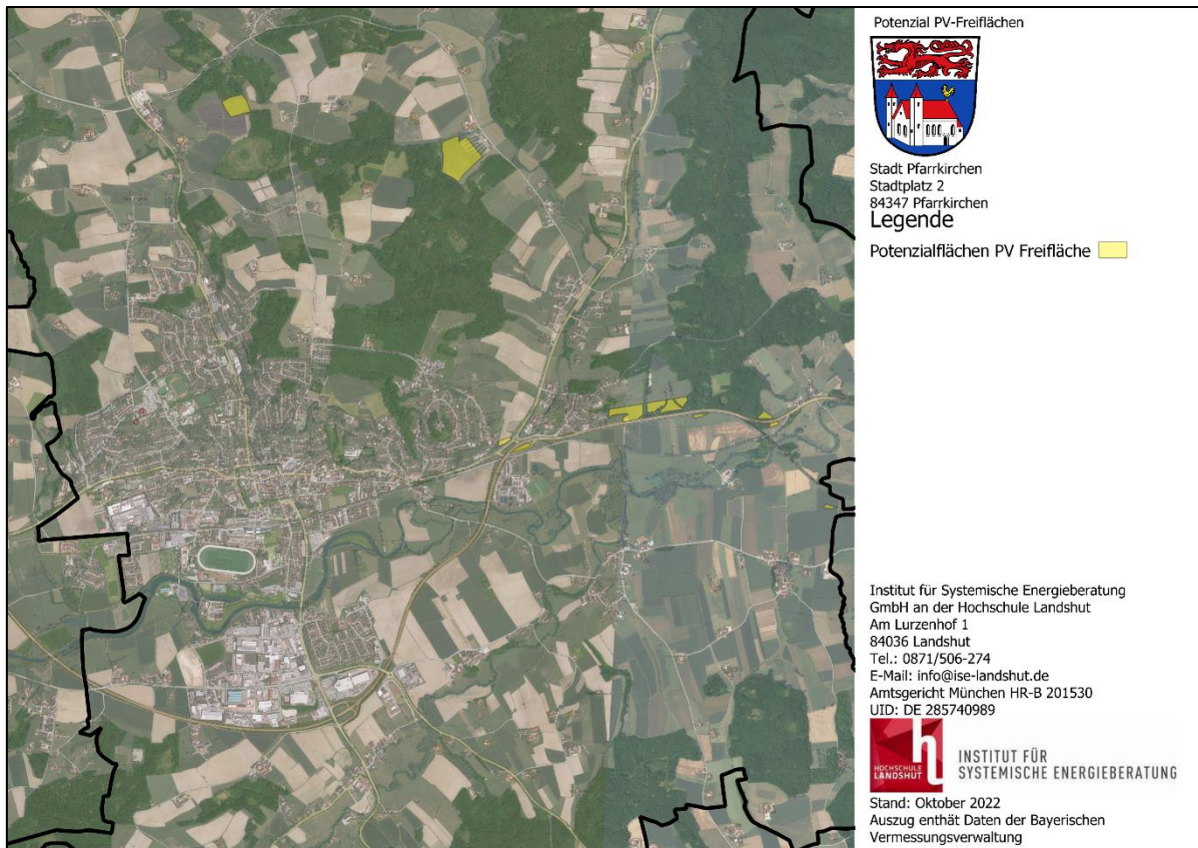 Potenzial PV-Freiflächen
Stadt Pfarrkirchen
Stadtplatz 2
84347 Pfarrkirchen
Legende
Potenzialflächen PV Freifläche
Institut für Systemische Energieberatung
GmbH an der Hochschule Landshut
Am Lurzenhof 1
84036 Landshut
Tel.: 0871/506-274
E-Mail: info@ise-landshut.de
Amtsgericht München HR-B 201530
UID: DE 285740989
h
HOCHSCHULE
LANDSHUT
INSTITUT FÜR
SYSTEMISCHE ENERGIEBERATUNG
Stand: Oktober 2022
Auszug enthät Daten der Bayerischen
Vermessungsverwaltung